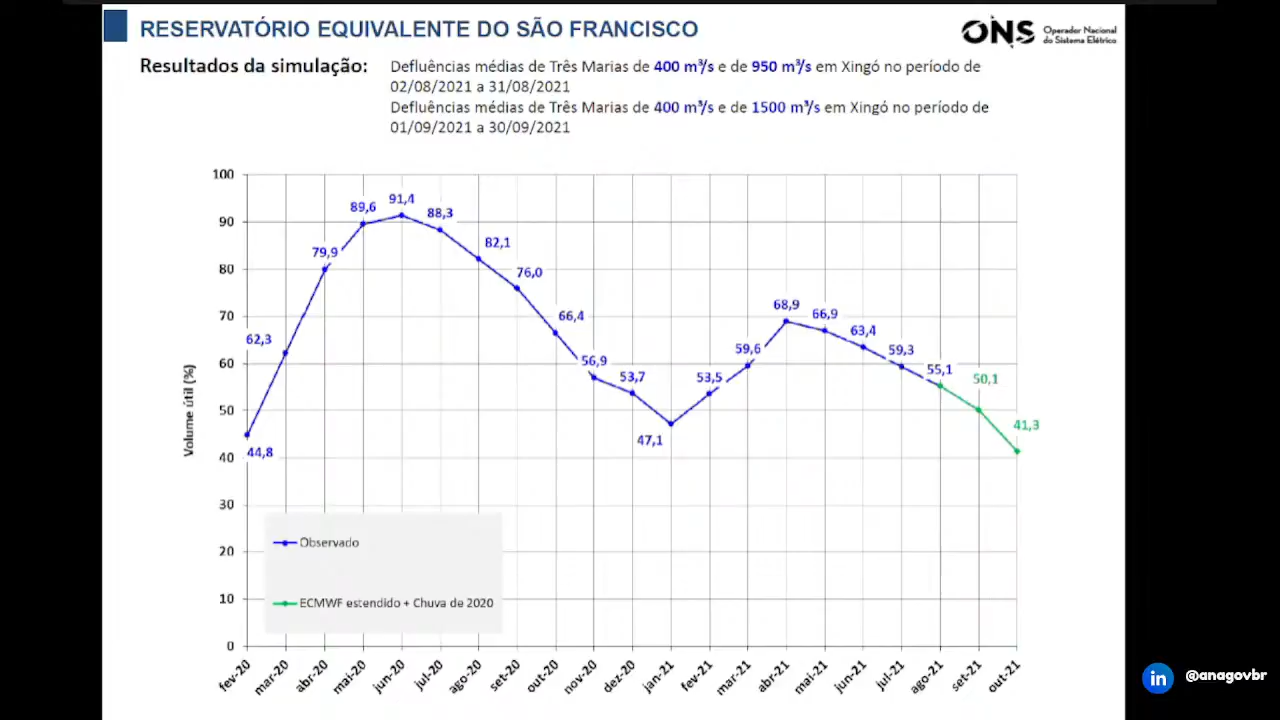 RESERVATÓRIO EQUIVALENTE DO SÃO FRANCISCO
ONS
Operador Nacional
do Sistema Elétrico
Resultados da simulação:
Defluências médias de Três Marias de 400 m³/s e de 950 m³/s em Xingó no período de
02/08/2021 a 31/08/2021
Defluências médias de Três Marias de 400 m³/s e de 1500 m³/s em Xingó no período de
01/09/2021 a 30/09/2021
Volume útil (%)
100
90
80
70
60
50
40
30
20
10
0
44,8
62,3
79,9
89,6
91,4
88,3
82,1
76,0
66,4
56,9
53,7
47,1
53,5
59,6
68,9
66,9
63,4
59,3
55,1
50,1
41,3
Observado
ECMWF estendido + Chuva de 2020
fev-20
mar-20
abr-20
mai-20
jun-20
jul-20
ago-20
set-20
out-20
nov-20
dez-20
jan-21
fev-21
mar-21
abr-21
mai-21
jun-21
jul-21
ago-21
set-21
out-21
in
@anagovbr